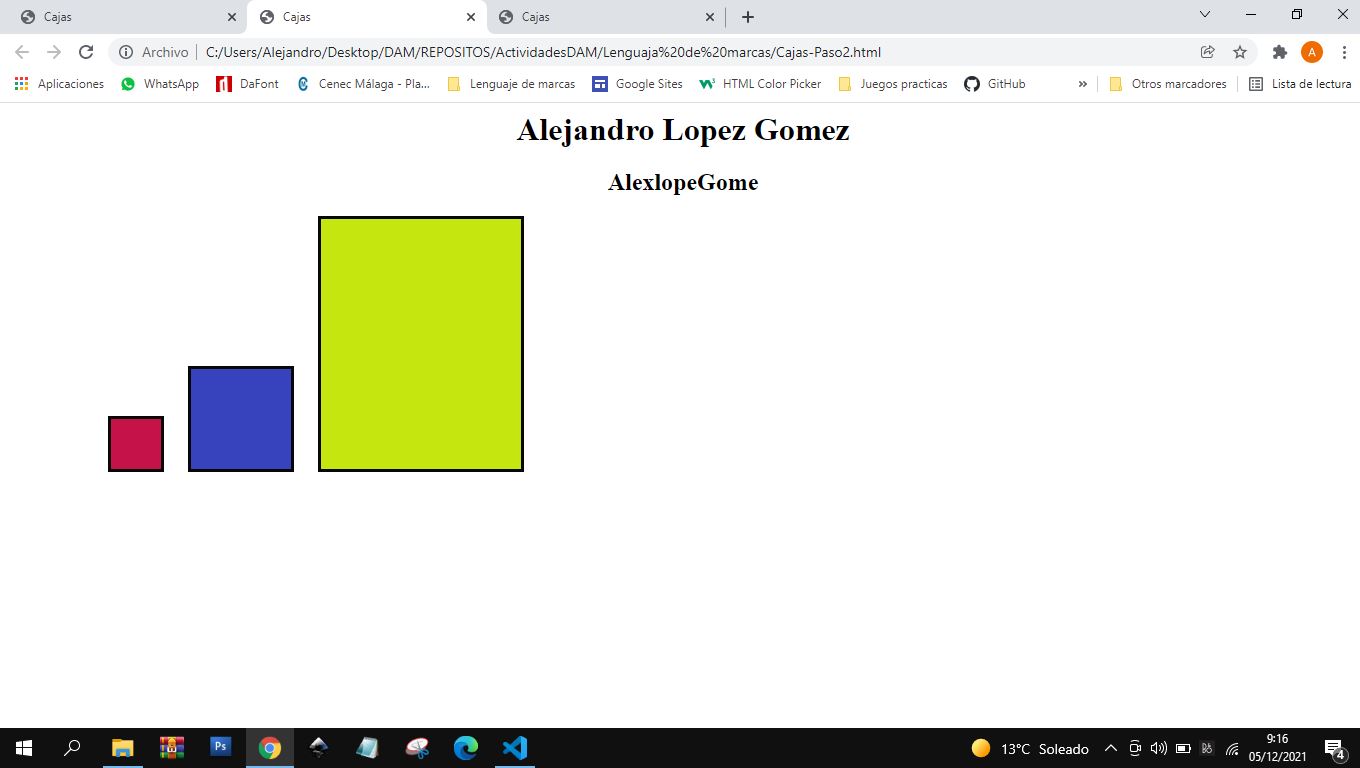 Cajas
Cajas
Cajas
Archivo
C:/Users/Alejandro/Desktop/DAM/REPOSITOS/ActividadesDAM/Lenguaja%20de%20marcas/Cajas-Paso2.html
A
Aplicaciones
WhatsApp
DaFont
Cenec Málaga - Pla...
Lenguaje de marcas
Google Sites
HTML Color Picker
Juegos practicas
GitHub
»
Otros marcadores
Lista de lectura
Alejandro Lopez Gomez
AlexlopeGome
Ps
13°C Soleado
9:16
05/12/2021
4